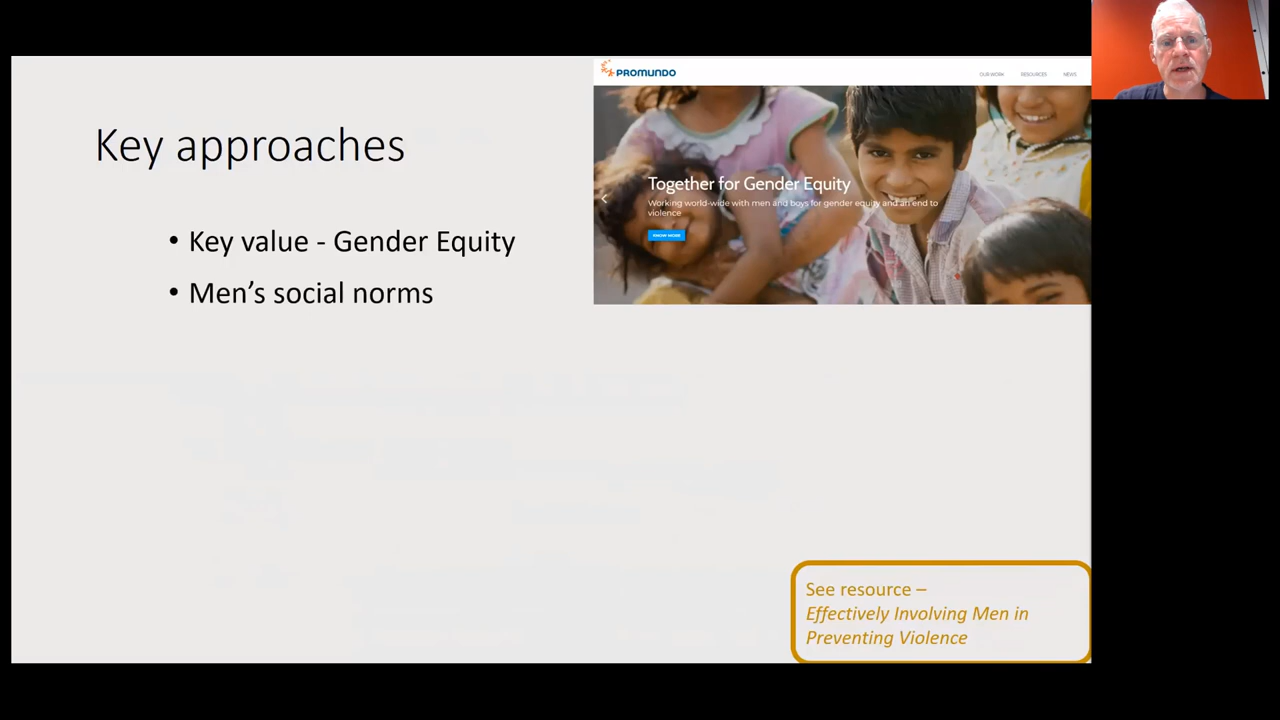 PROMUNDO
OUR WORK RESOURCES NEWS
Key approaches
Together for Gender Equity
Working world-wide with men and boys for gender equity and an end to
violence
KNOW MORE
• Key value - Gender Equity
• Men’s social norms
See resource –
Effectively Involving Men in
Preventing Violence